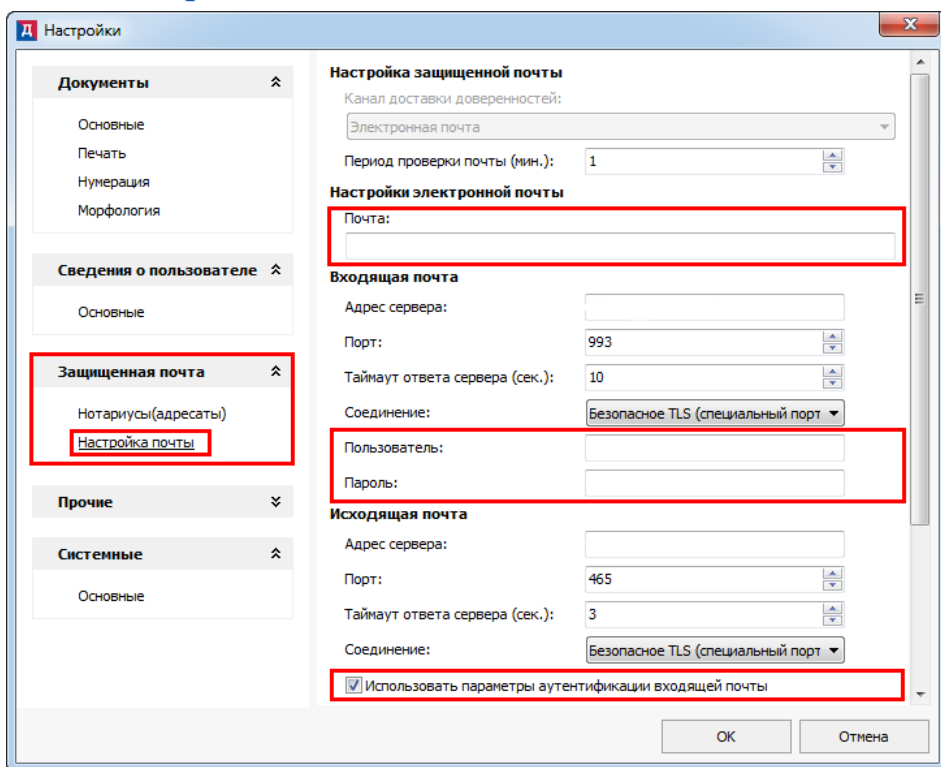 Д Настройки
Документы
Основные
Печать
Нумерация
Морфология
Сведения о пользователе
Основные
Защищенная почта
Нотариусы(адресаты)
Настройка почты
Прочие
Системные
Основные
Настройка защищенной почты
Канал доставки доверенностей:
Электронная почта
Период проверки почты (мин.): 1
Настройки электронной почты
Почта:
Входящая почта
Адрес сервера:
Порт: 993
Таймаут ответа сервера (сек.): 10
Соединение: Безопасное TLS (специальный порт
Пользователь:
Пароль:
Исходящая почта
Адрес сервера:
Порт: 465
Таймаут ответа сервера (сек.): 3
Соединение: Безопасное TLS (специальный порт
Использовать параметры аутентификации входящей почты
OK Отмена